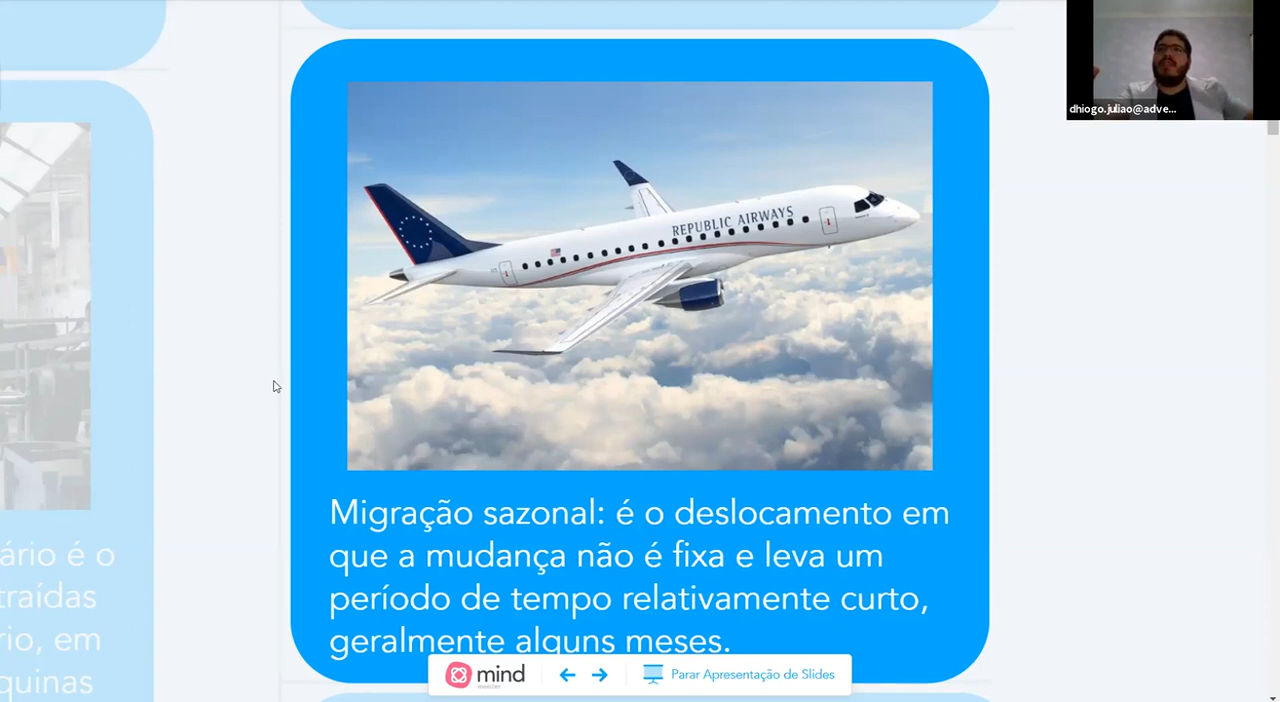 dhiogo.juliao@adve...
REPUBLIC AIRWAYS
Migração sazonal: é o deslocamento em
que a mudança não é fixa e leva um
período de tempo relativamente curto,
geralmente alguns meses.
ário é o
traídas
rio, em
quinas
mind
meister
Parar Apresentação de Slides